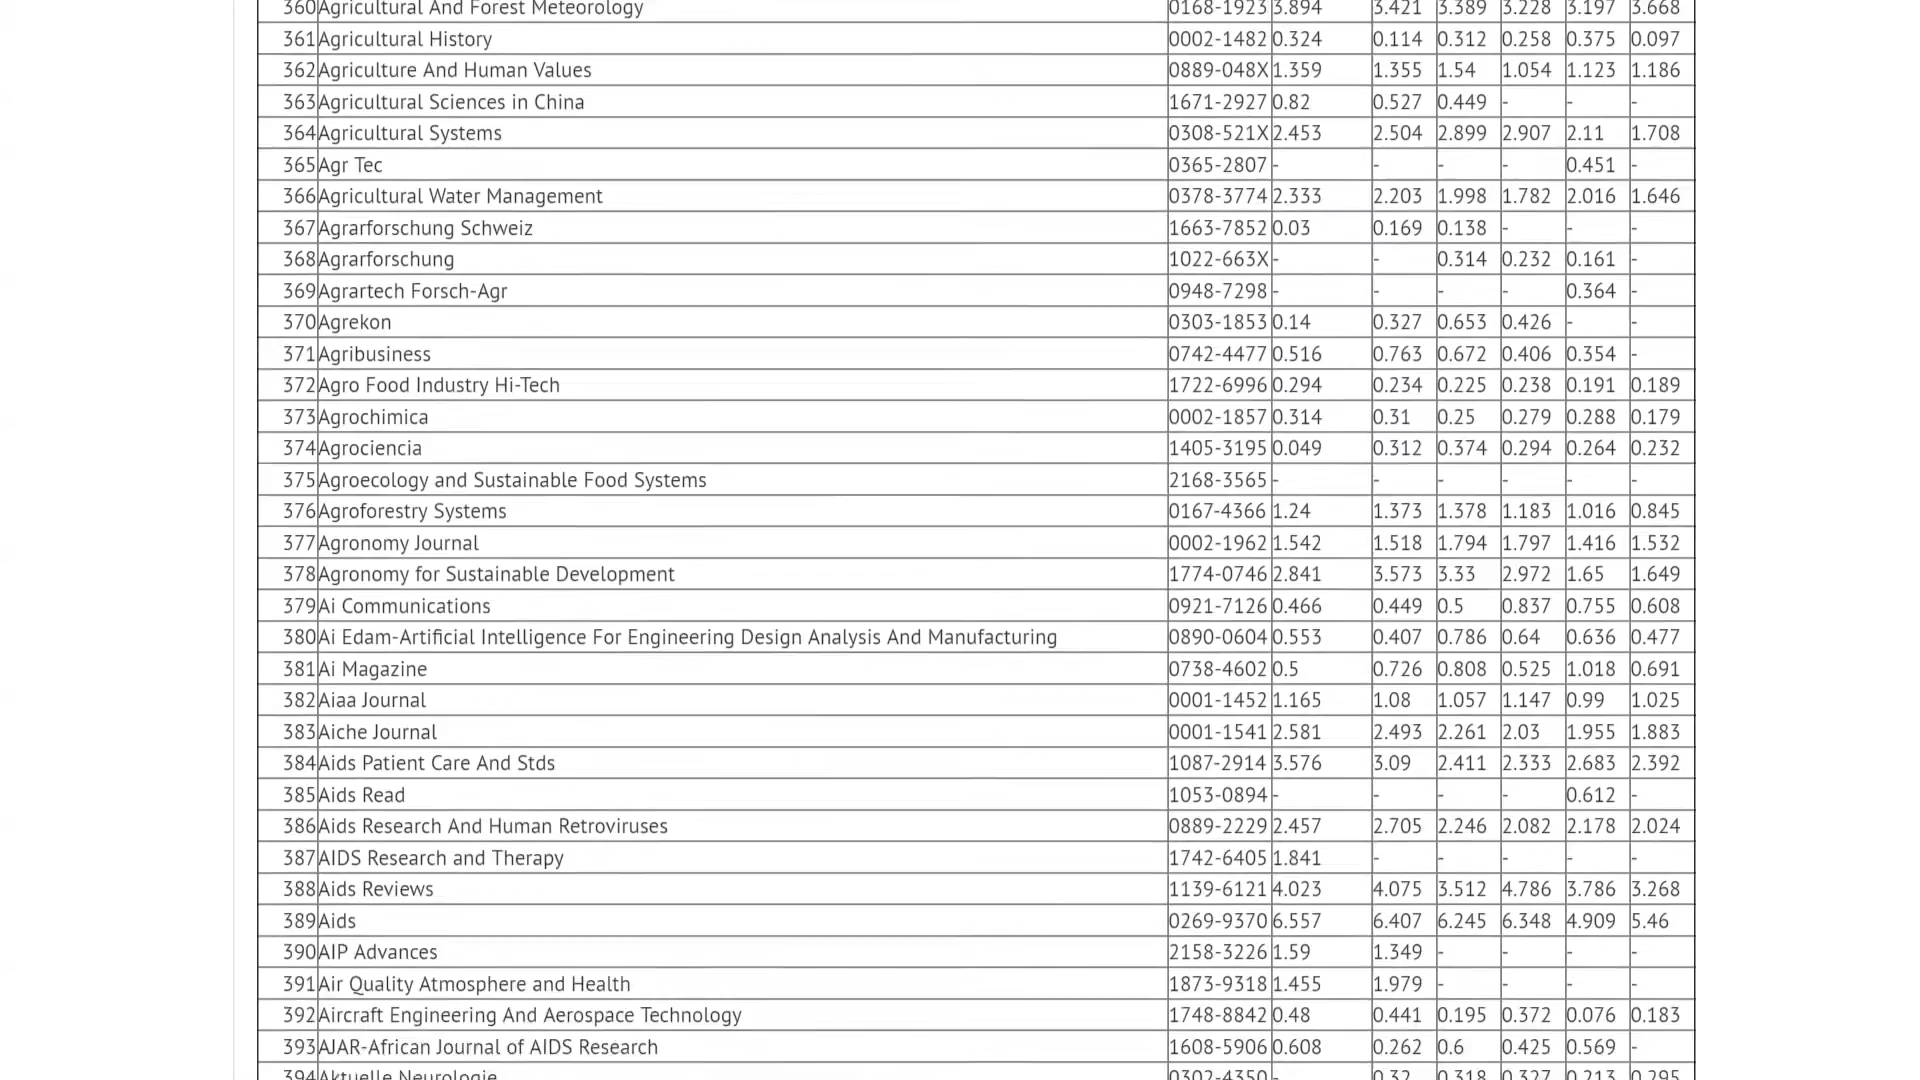 360 Agricultural And Forest Meteorology 0168-1923 3.894 3.421 3.389 3.228 3.197 3.668
361 Agricultural History 0002-1482 0.324 0.114 0.312 0.258 0.375 0.097
362 Agriculture And Human Values 0889-048X 1.359 1.355 1.54 1.054 1.123 1.186
363 Agricultural Sciences in China 1671-2927 0.82 0.527 0.449 - - -
364 Agricultural Systems 0308-521X 2.453 2.504 2.899 2.907 2.11 1.708
365 Agr Tec 0365-2807 - - - - 0.451 -
366 Agricultural Water Management 0378-3774 2.333 2.203 1.998 1.782 2.016 1.646
367 Agrarforschung Schweiz 1663-7852 0.03 0.169 0.138 - - -
368 Agrarforschung 1022-663X - - 0.314 0.232 0.161 -
369 Agrartech Forsch-Agr 0948-7298 - - - - 0.364 -
370 Agrekon 0303-1853 0.14 0.327 0.653 0.426 - -
371 Agribusiness 0742-4477 0.516 0.763 0.672 0.406 0.354 -
372 Agro Food Industry Hi-Tech 1722-6996 0.294 0.234 0.225 0.238 0.191 0.189
373 Agrochimica 0002-1857 0.314 0.31 0.25 0.279 0.288 0.179
374 Agrociencia 1405-3195 0.049 0.312 0.374 0.294 0.264 0.232
375 Agroecology and Sustainable Food Systems 2168-3565 - - - - - -
376 Agroforestry Systems 0167-4366 1.24 1.373 1.378 1.183 1.016 0.845
377 Agronomy Journal 0002-1962 1.542 1.518 1.794 1.797 1.416 1.532
378 Agronomy for Sustainable Development 1774-0746 2.841 3.573 3.33 2.972 1.65 1.649
379 Ai Communications 0921-7126 0.466 0.449 0.5 0.837 0.755 0.608
380 Ai Edam-Artificial Intelligence For Engineering Design Analysis And Manufacturing 0890-0604 0.553 0.407 0.786 0.64 0.636 0.477
381 Ai Magazine 0738-4602 0.5 0.726 0.808 0.525 1.018 0.691
382 Aiaa Journal 0001-1452 1.165 1.08 1.057 1.147 0.99 1.025
383 Aiche Journal 0001-1541 2.581 2.493 2.261 2.03 1.955 1.883
384 Aids Patient Care And Stds 1087-2914 3.576 3.09 2.411 2.333 2.683 2.392
385 Aids Read 1053-0894 - - - - 0.612 -
386 Aids Research And Human Retroviruses 0889-2229 2.457 2.705 2.246 2.082 2.178 2.024
387 AIDS Research and Therapy 1742-6405 1.841 - - - - -
388 Aids Reviews 1139-6121 4.023 4.075 3.512 4.786 3.786 3.268
389 Aids 0269-9370 6.557 6.407 6.245 6.348 4.909 5.46
390 AIP Advances 2158-3226 1.59 1.349 - - - -
391 Air Quality Atmosphere and Health 1873-9318 1.455 1.979 - - - -
392 Aircraft Engineering And Aerospace Technology 1748-8842 0.48 0.441 0.195 0.372 0.076 0.183
393 AJAR-African Journal of AIDS Research 1608-5906 0.608 0.262 0.6 0.425 0.569 -
394 Aktuelle Neurologie 0302-4350 - 0.32 0.318 0.327 0.213 0.295